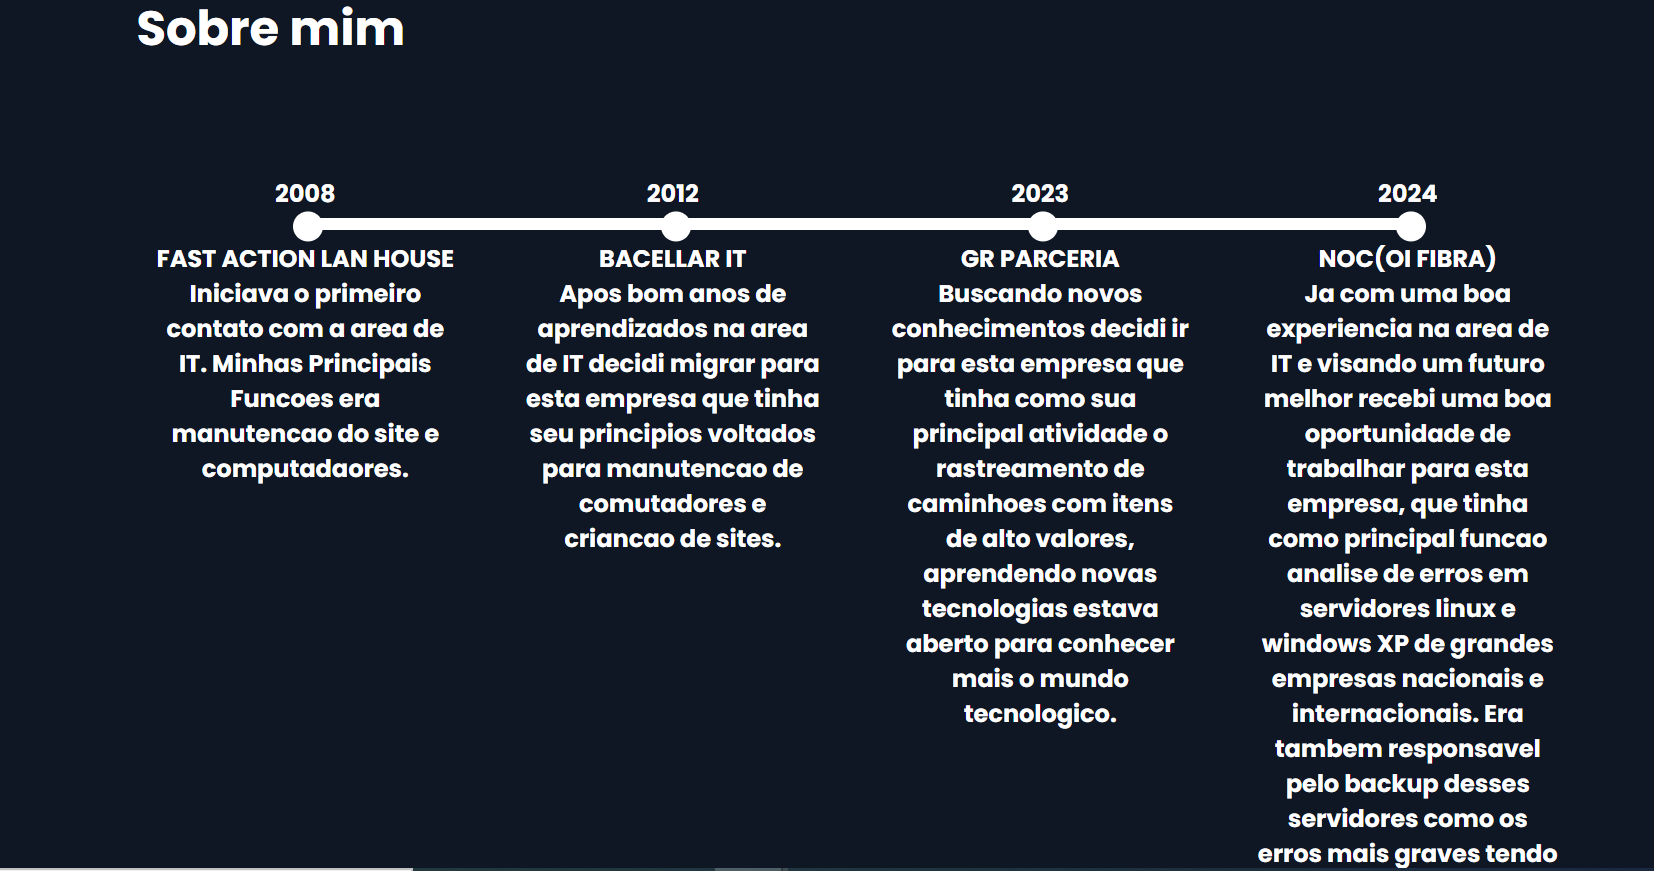 Sobre mim
2008
FAST ACTION LAN HOUSE
Iniciava o primeiro
contato com a area de
IT. Minhas Principais
Funcoes era
manutencao do site e
computadaores.
2012
BACELLAR IT
Apos bom anos de
aprendizados na area
de IT decidi migrar para
esta empresa que tinha
seu principios voltados
para manutencao de
comutadores e
criancao de sites.
2023
GR PARCERIA
Buscando novos
conhecimentos decidi ir
para esta empresa que
tinha como sua
principal atividade o
rastreamento de
caminhoes com itens
de alto valores,
aprendendo novas
tecnologias estava
aberto para conhecer
mais o mundo
tecnologico.
2024
NOC(OI FIBRA)
Ja com uma boa
experiencia na area de
IT e visando um futuro
melhor recebi uma boa
oportunidade de
trabalhar para esta
empresa, que tinha
como principal funcao
analise de erros em
servidores linux e
windows XP de grandes
empresas nacionais e
internacionais. Era
tambem responsavel
pelo backup desses
servidores como os
erros mais graves tendo